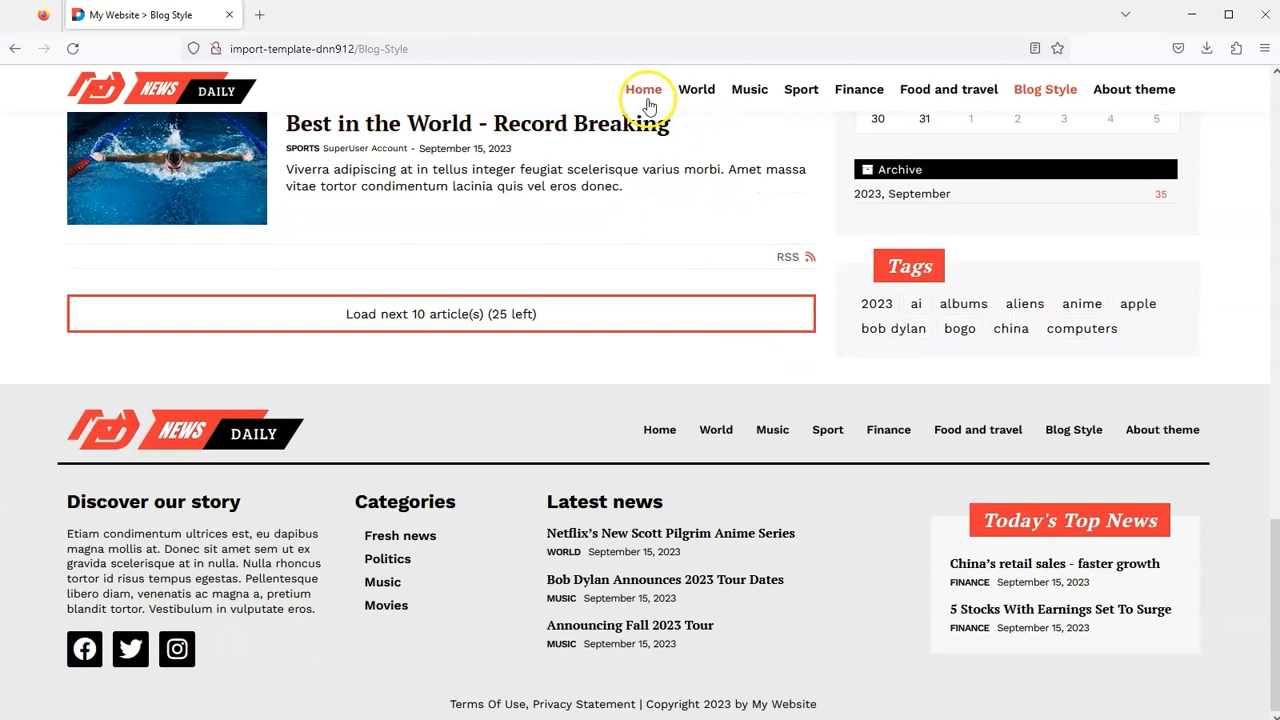 My Website > Blog Style
import-template-dnn912/Blog-Style
NEWS DAILY
Home World Music Sport Finance Food and travel Blog Style About theme
Best in the World - Record Breaking
SPORTS SuperUser Account - September 15, 2023
Viverra adipiscing at in tellus integer feugiat scelerisque varius morbi. Amet massa
vitae tortor condimentum lacinia quis vel eros donec.
RSS
Load next 10 article(s) (25 left)
30 31 1 2 3 4 5
Archive
2023, September 35
Tags
2023 ai albums aliens anime apple
bob dylan bogo china computers
NEWS DAILY
Home World Music Sport Finance Food and travel Blog Style About theme
Discover our story
Etiam condimentum ultrices est, eu dapibus
magna mollis at. Donec sit amet sem ut ex
gravida scelerisque at in nulla. Nulla rhoncus
tortor id risus tempus egestas. Pellentesque
libero diam, venenatis ac magna a, pretium
blandit tortor. Vestibulum in vulputate eros.
Categories
Fresh news
Politics
Music
Movies
Latest news
Netflix's New Scott Pilgrim Anime Series
WORLD September 15, 2023
Bob Dylan Announces 2023 Tour Dates
MUSIC September 15, 2023
Announcing Fall 2023 Tour
MUSIC September 15, 2023
Today's Top News
China's retail sales - faster growth
FINANCE September 15, 2023
5 Stocks With Earnings Set To Surge
FINANCE September 15, 2023
Terms Of Use, Privacy Statement | Copyright 2023 by My Website